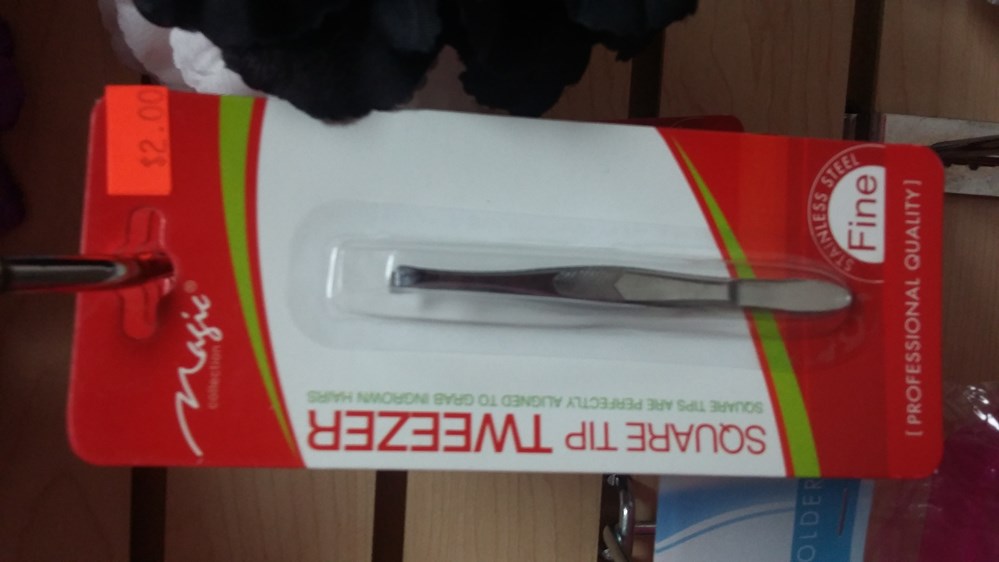 $2.00
Magic®
collection
STAINLESS STEEL
Fine
[PROFESSIONAL QUALITY]
SQUARE TIP TWEEZER
SQUARE TIPS ARE PERFECTLY ALIGNED TO GRAB INGROWN HAIRS
OLDER